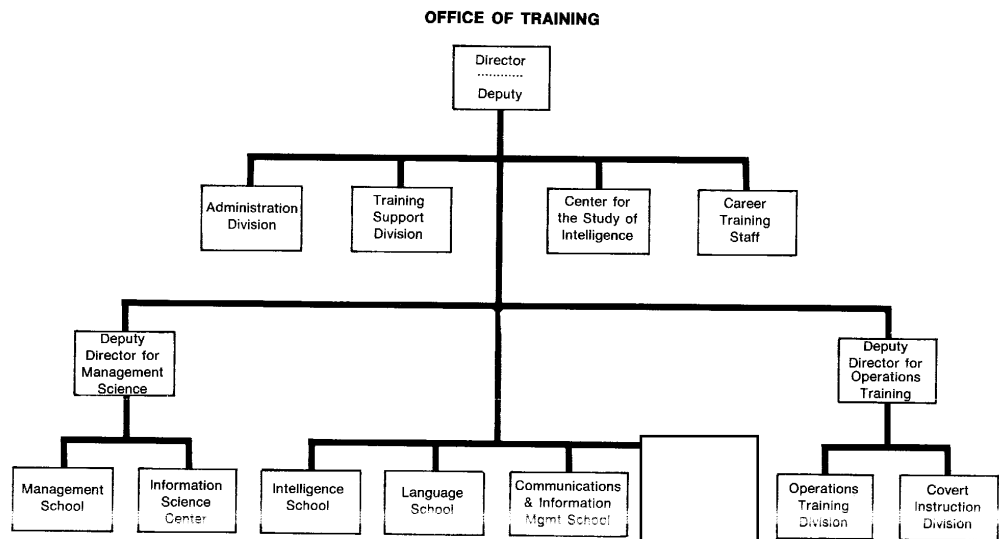 OFFICE OF TRAINING
Director
............
Deputy
Administration
Division
Training
Support
Division
Center for
the Study of
Intelligence
Career
Training
Staff
Deputy
Director for
Management
Science
Deputy
Director for
Operations
Training
Management
School
Information
Science
Center
Intelligence
School
Language
School
Communications
& Information
Mgmt School
Operations
Training
Division
Covert
Instruction
Division